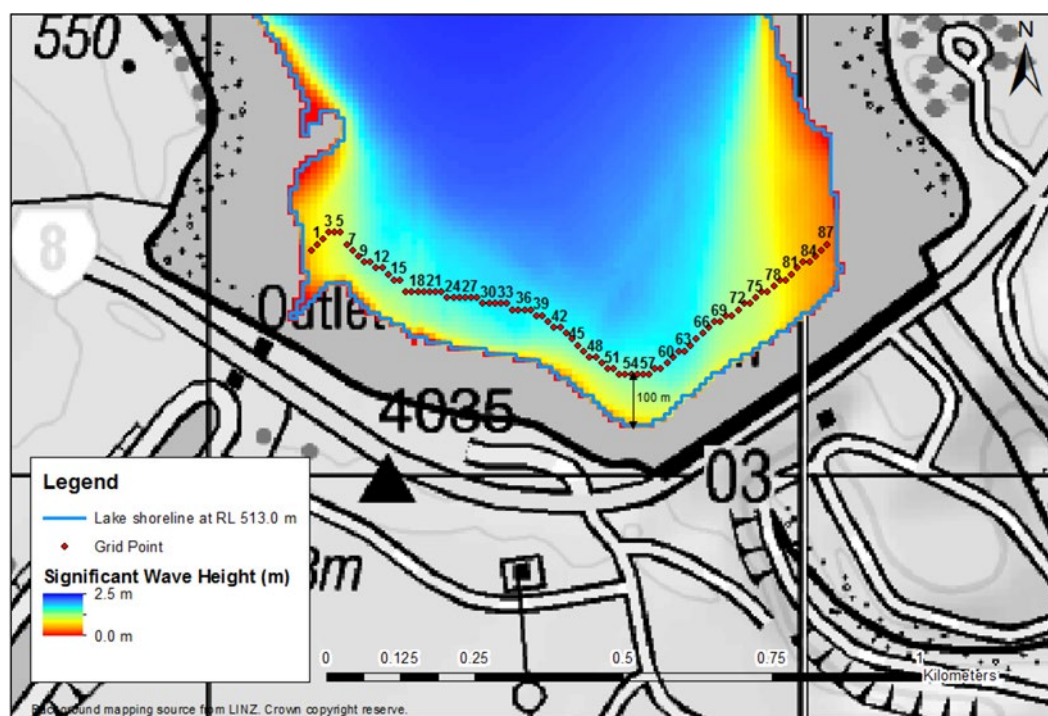 550
N
8
1
3
5
7
9
12
15
18
21
24
27
30
33
36
39
42
45
48
51
54
57
60
63
66
69
72
75
78
81
84
87
Outlet
100 m
4035
03
Legend
Lake shoreline at RL 513.0 m
Grid Point
Significant Wave Height (m)
2.5 m
0.0 m
3m
0 0.125 0.25 0.5 0.75 1
Kilometers
Background mapping source from LINZ. Crown copyright reserve.